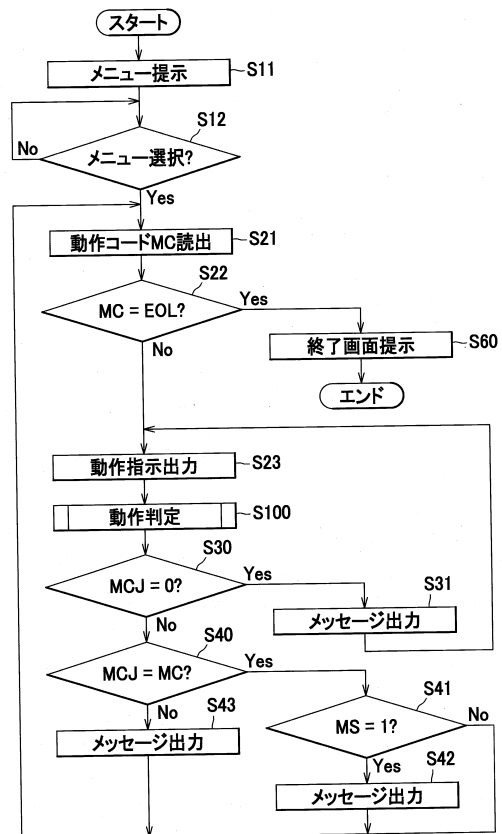 スタート
メニュー提示
S11
S12
No
メニュー選択?
Yes
動作コードMC読出
S21
S22
MC = EOL?
Yes
No
終了画面提示
S60
エンド
動作指示出力
S23
動作判定
S100
S30
MCJ = 0?
Yes
No
S31
メッセージ出力
S40
MCJ = MC?
Yes
No
S41
MS = 1?
No
Yes
S43
メッセージ出力
S42
メッセージ出力